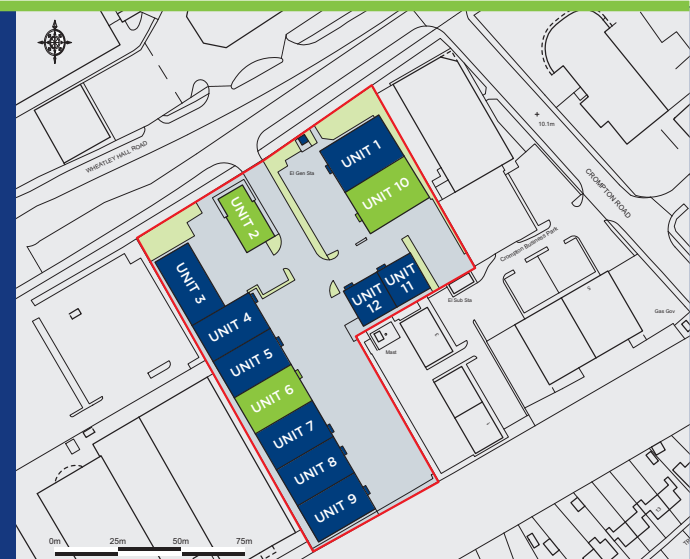 WHEATLEY HALL ROAD
10.1m
El Gen Sta
UNIT 1
UNIT 10
UNIT 2
CROMPTON ROAD
Crompton Business Park
UNIT 3
UNIT 11
UNIT 12
El Sub Sta
Gas Gov
UNIT 4
Mast
UNIT 5
UNIT 6
UNIT 7
UNIT 8
UNIT 9
0m 25m 50m 75m